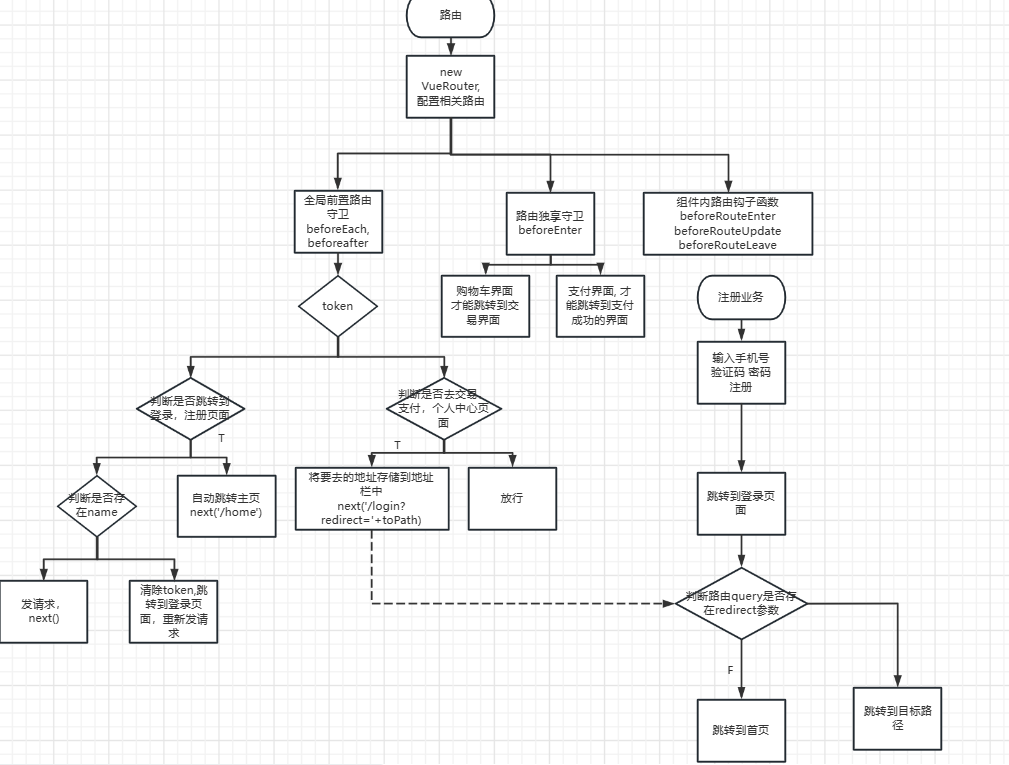 路由
new
VueRouter,
配置相关路由
全局前置路由
守卫
beforeEach,
beforeafter
路由独享守卫
beforeEnter
组件内路由钩子函数
beforeRouteEnter
beforeRouteUpdate
beforeRouteLeave
购物车界面
才能跳转到交
易界面
支付界面, 才
能跳转到支付
成功的界面
token
注册业务
输入手机号
验证码 密码
注册
判断是否跳转到
登录，注册页面
T
判断是否去交易
支付，个人中心页
面
T
判断是否存
在name
自动跳转主页
next('/home')
将要去的地址存储到地址
栏中
next('/login?
redirect='+toPath)
放行
跳转到登录页
面
发请求，
next()
清除token,跳
转到登录页
面，重新发请
求
判断路由query是否存
在redirect参数
F
跳转到首页
跳转到目标路
径